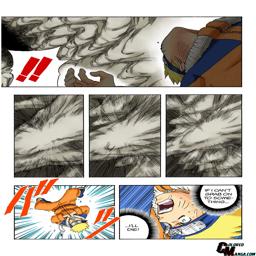 !!
IF I CAN'T
GRAB ON
TO SOME-
THING...
...I'LL
DIE!
COLORED
MANGA.COM